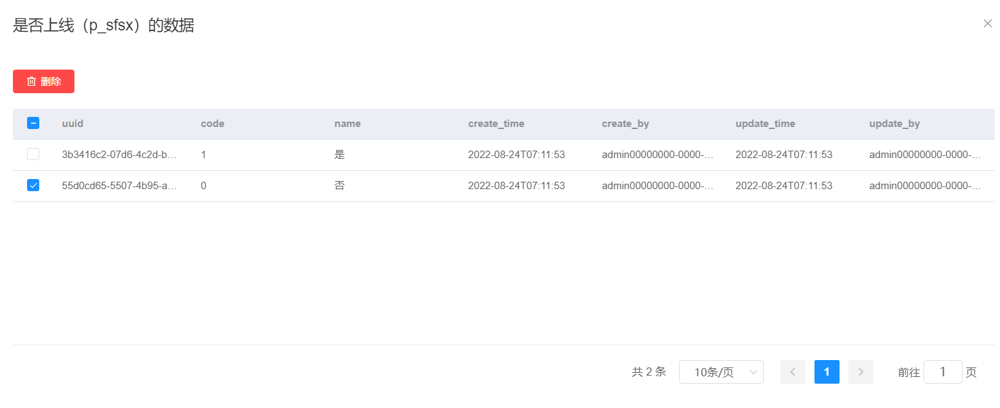 是否上线（p_sfsx）的数据
删除
uuid code name create_time create_by update_time update_by
3b3416c2-07d6-4c2d-b... 1 是 2022-08-24T07:11:53 admin00000000-0000-... 2022-08-24T07:11:53 admin00000000-0000-...
55d0cd65-5507-4b95-a... 0 否 2022-08-24T07:11:53 admin00000000-0000-... 2022-08-24T07:11:53 admin00000000-0000-...
共 2 条 10条/页 1 前往 1 页